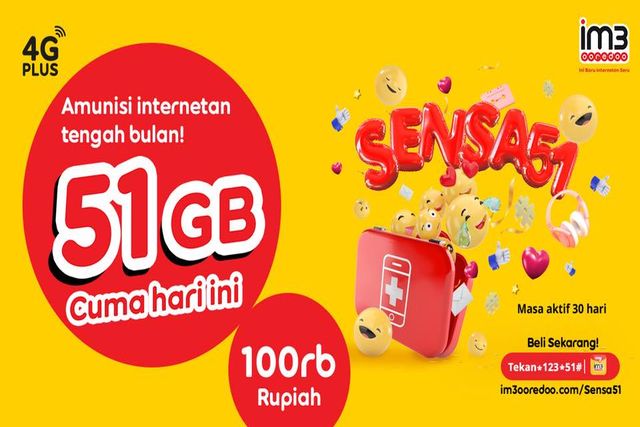 4G
PLUS
Amunisi internetan
tengah bulan!
51GB
Cuma hari ini
100rb
Rupiah
im3
ooredoo
Ini Baru Internetan Seru
SENSA51
Masa aktif 30 hari
Beli Sekarang!
Tekan*123*51# |
im3ooredoo.com/Sensa51